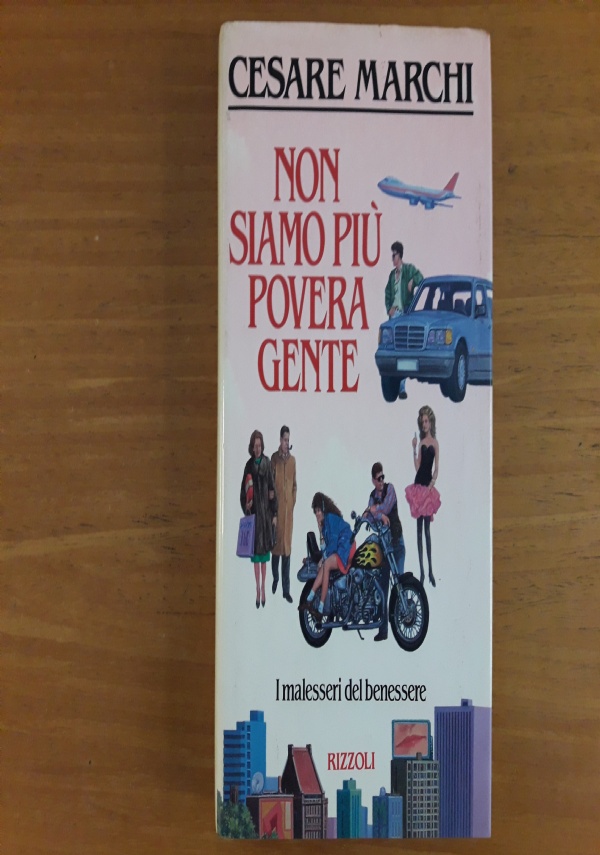 CESARE MARCHI
NON
SIAMO PIÙ
POVERA
GENTE
I malesseri del benessere
RIZZOLI